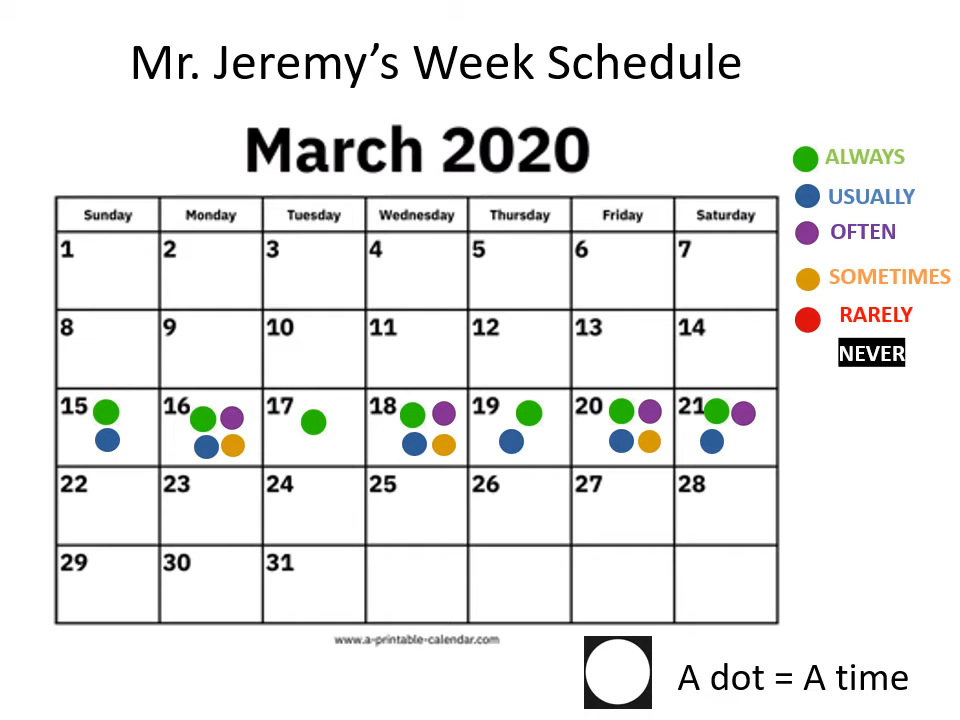 Mr. Jeremy’s Week Schedule
March 2020
ALWAYS
USUALLY
OFTEN
SOMETIMES
RARELY
NEVER
Sunday Monday Tuesday Wednesday Thursday Friday Saturday
1 2 3 4 5 6 7
8 9 10 11 12 13 14
15 16 17 18 19 20 21
22 23 24 25 26 27 28
29 30 31
www.a-printable-calendar.com
A dot = A time